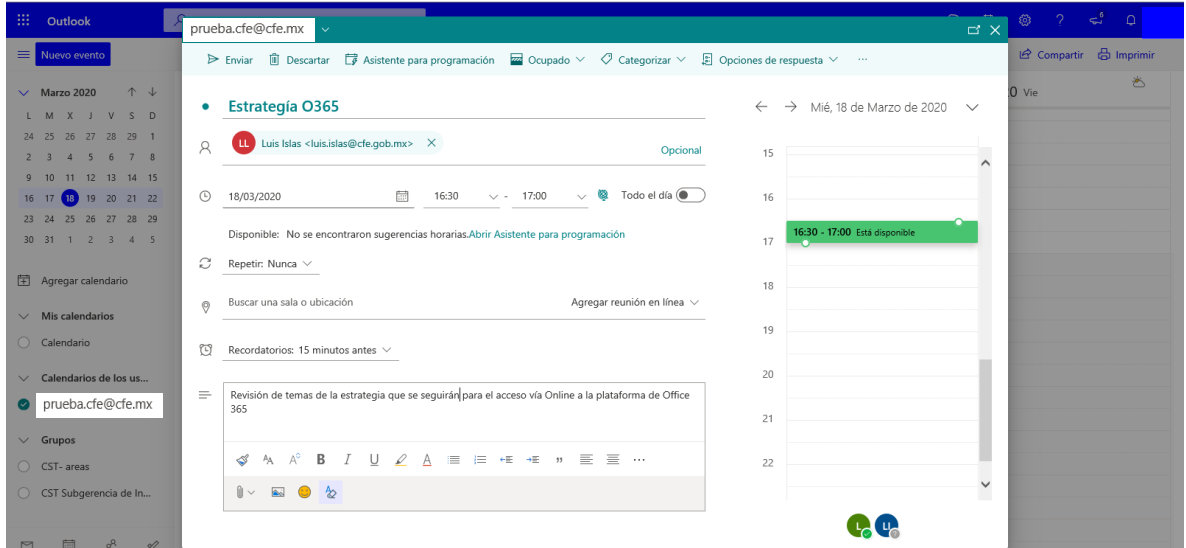 Outlook
prueba.cfe@cfe.mx
Nuevo evento
Enviar Descartar Asistente para programación Ocupado Categorizar Opciones de respuesta ...
Compartir Imprimir
Marzo 2020
L M X J V S D
24 25 26 27 28 29 1
2 3 4 5 6 7 8
9 10 11 12 13 14 15
16 17 18 19 20 21 22
23 24 25 26 27 28 29
30 31 1 2 3 4 5
Agregar calendario
Mis calendarios
Calendario
Calendarios de los us...
prueba.cfe@cfe.mx
Grupos
CST- areas
CST Subgerencia de In...
Estrategía O365
LL Luis Islas <luis.islas@cfe.gob.mx> X
Opcional
18/03/2020 16:30 - 17:00 Todo el día
Disponible: No se encontraron sugerencias horarias.Abrir Asistente para programación
Repetir: Nunca
Buscar una sala o ubicación Agregar reunión en línea
Recordatorios: 15 minutos antes
Revisión de temas de la estrategia que se seguirán para el acceso vía Online a la plataforma de Office
365
Mié, 18 de Marzo de 2020
15
16
16:30 - 17:00 Está disponible
17
18
19
20
21
22
L LI
0 Vie